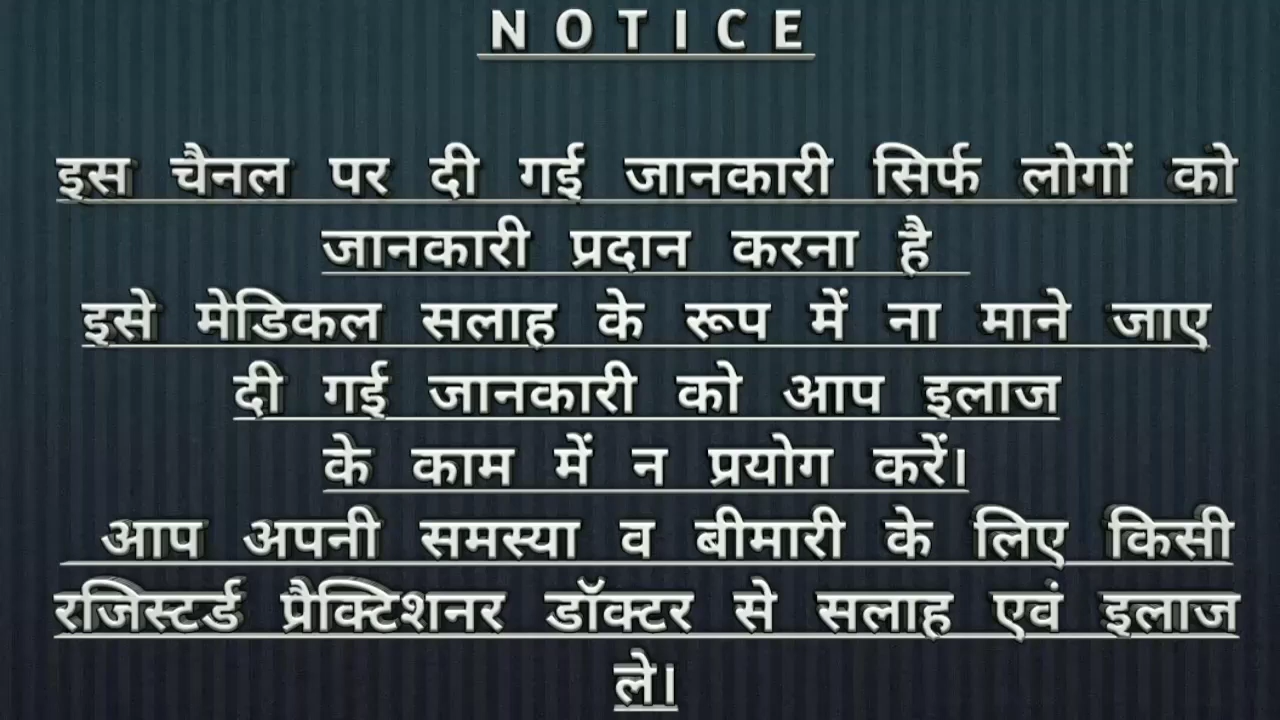 NOTICE
इस चैनल पर दी गई जानकारी सिर्फ लोगों को
जानकारी प्रदान करना है
इसे मेडिकल सलाह के रूप में ना माने जाए
दी गई जानकारी को आप इलाज
के काम में न प्रयोग करें।
आप अपनी समस्या व बीमारी के लिए किसी
रजिस्टर्ड प्रैक्टिशनर डॉक्टर से सलाह एवं इलाज
ले।